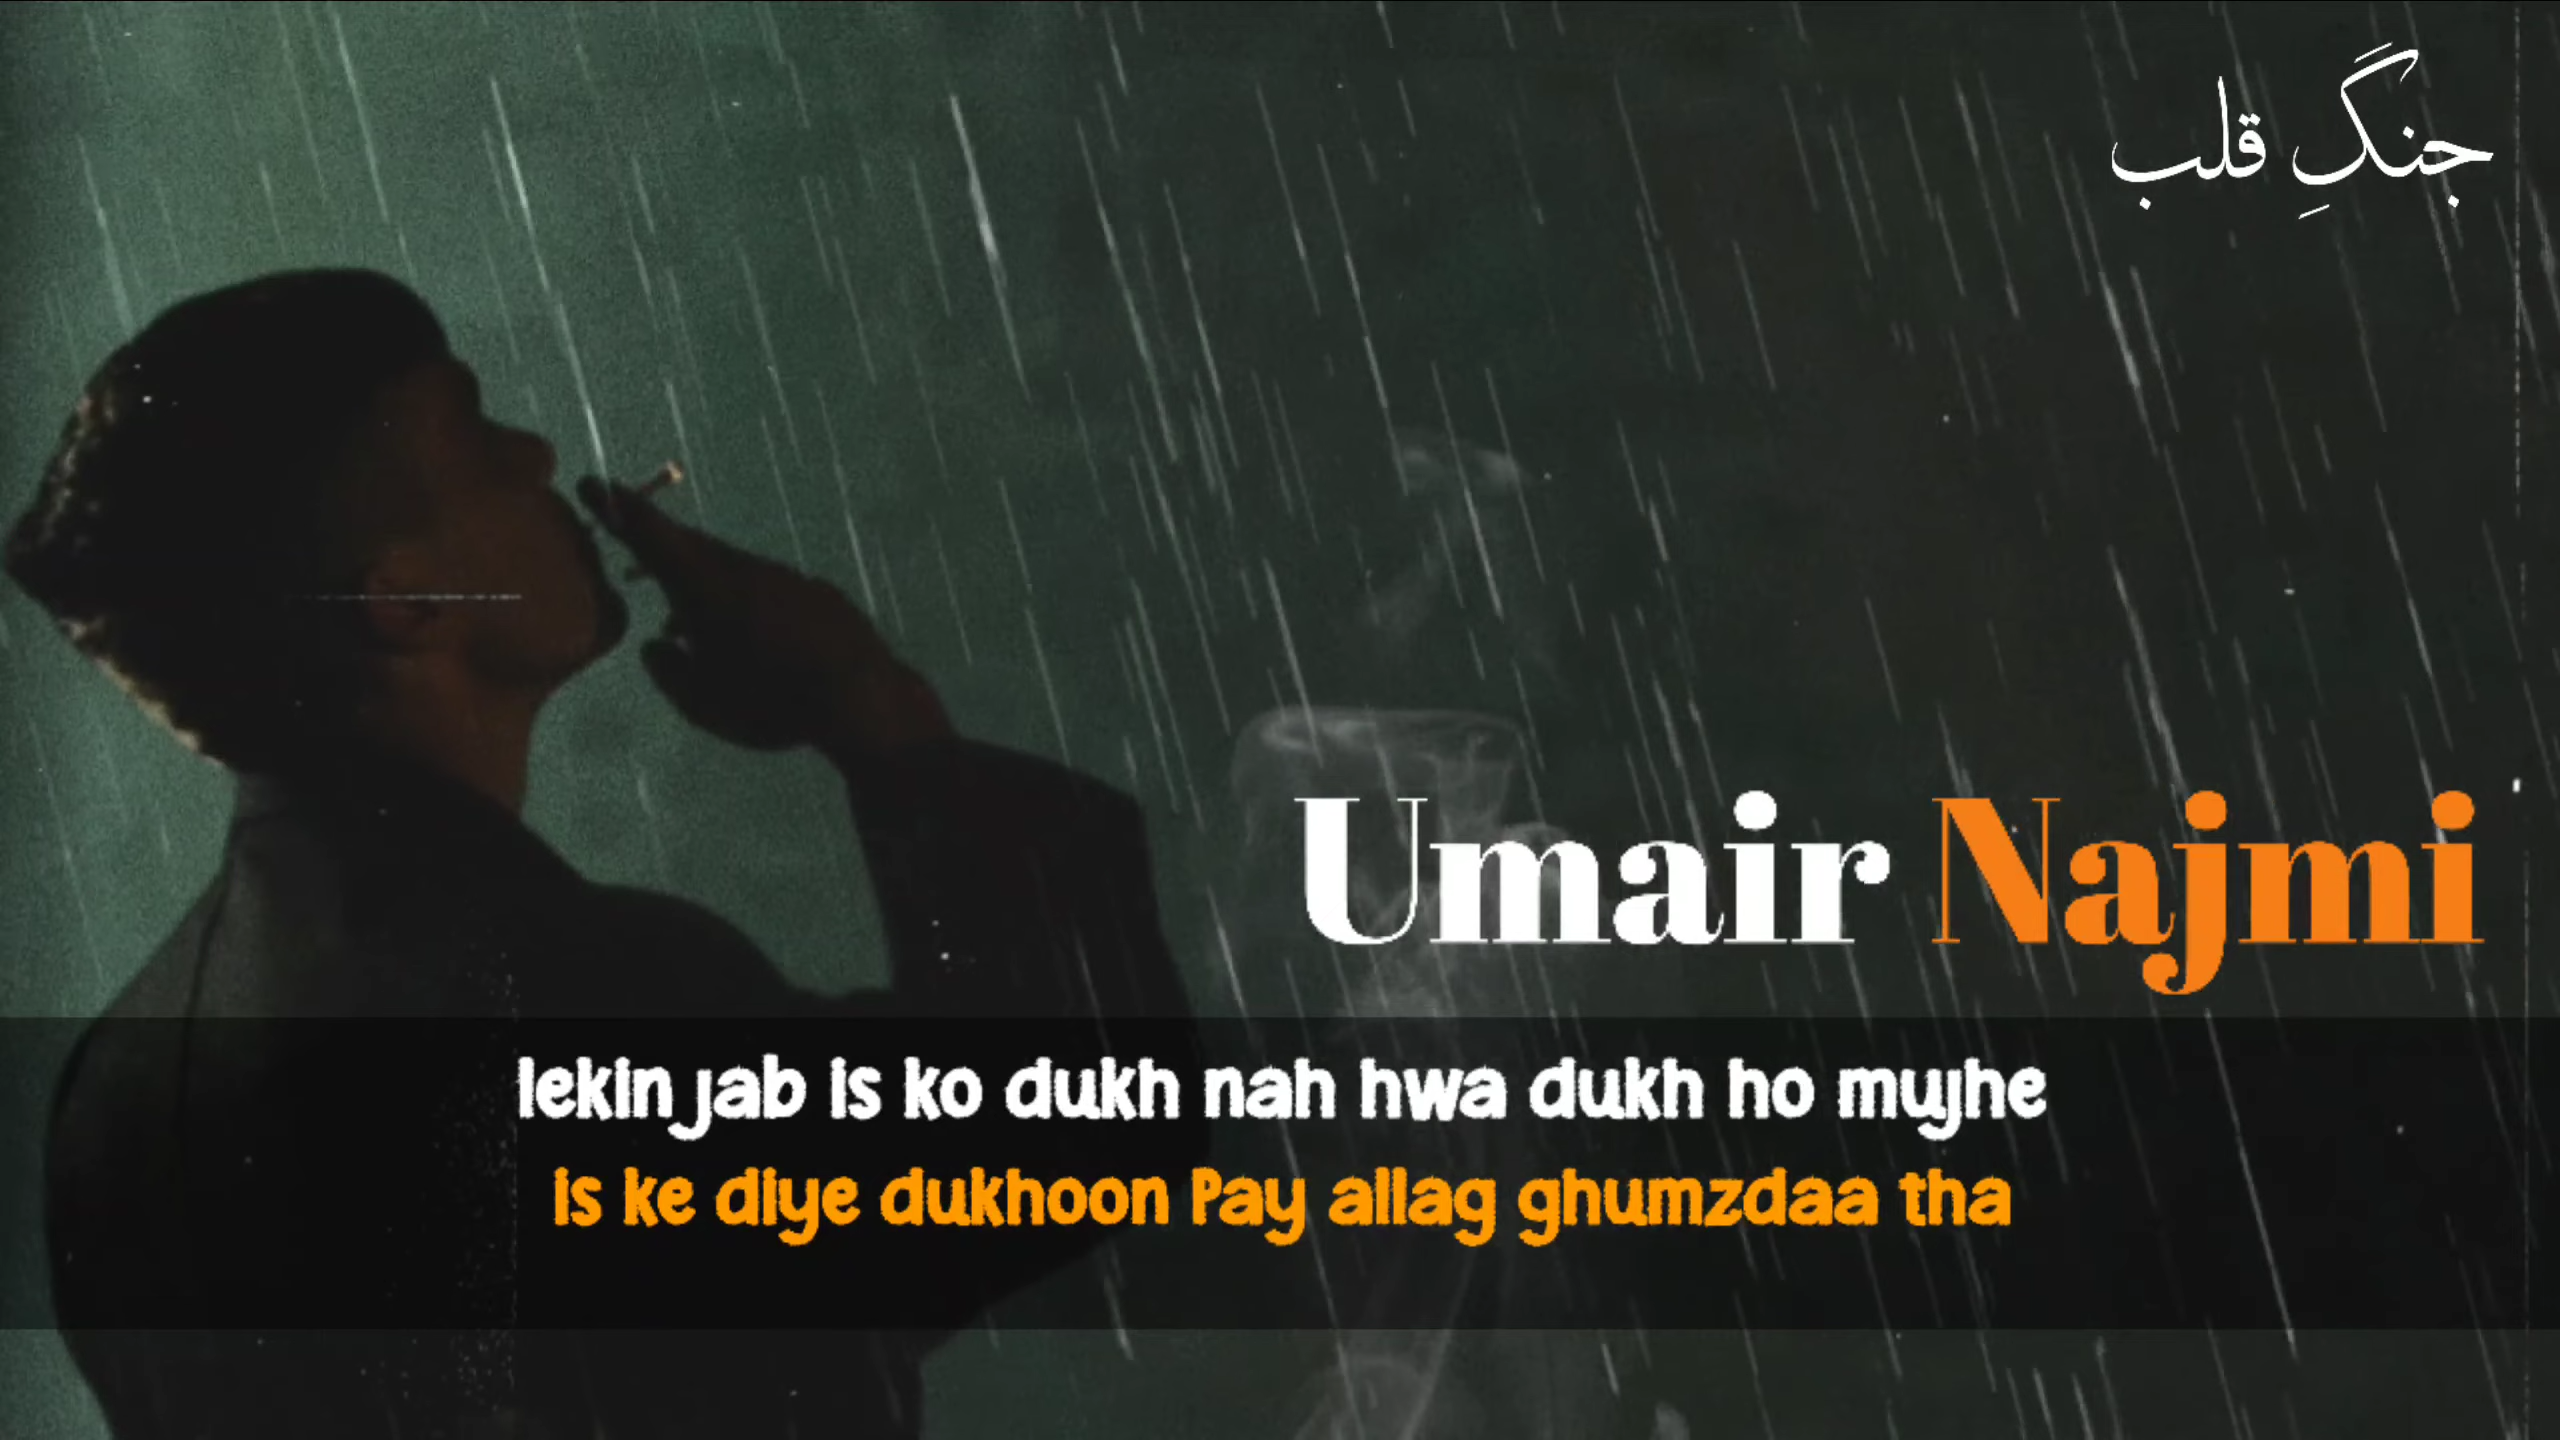 جنگِ قلب
Umair Najmi
lekin jab is ko dukh nah hwa dukh ho mujhe
is ke diye dukhoon Pay allag ghumzdaa tha